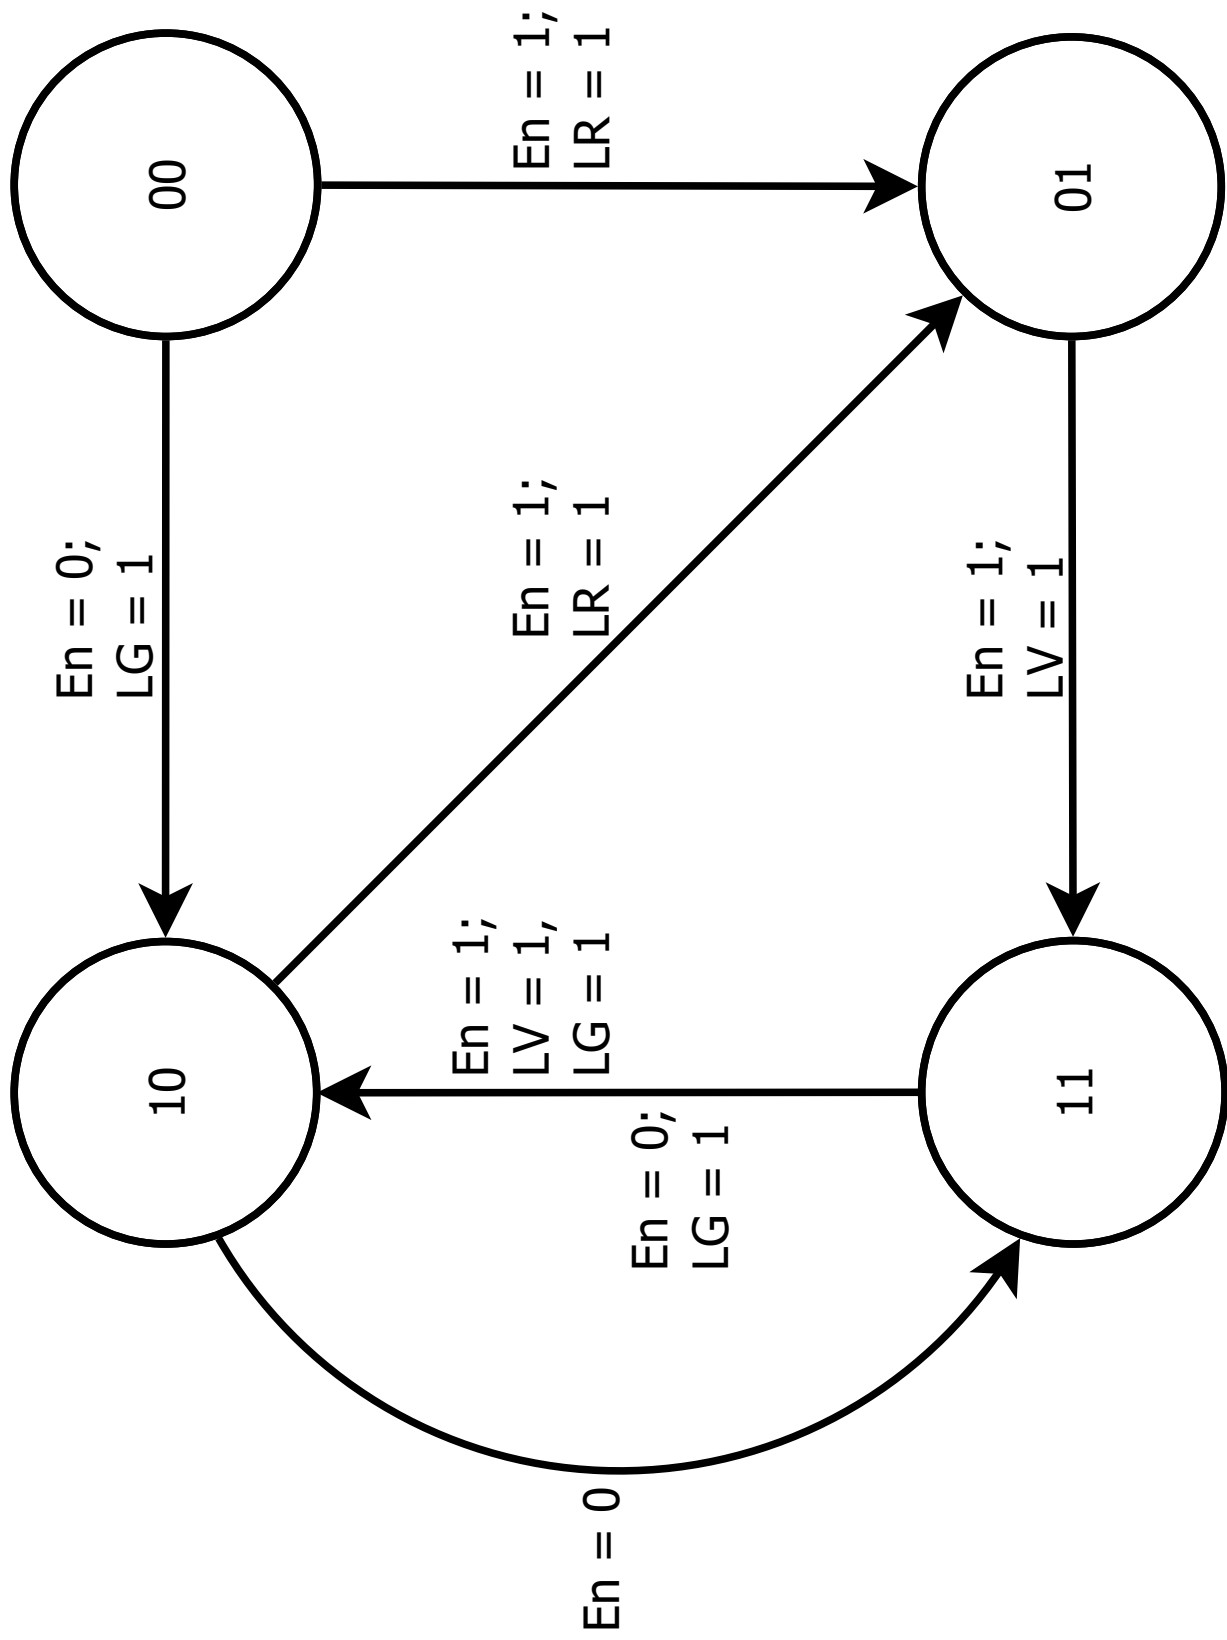 En = 0;
LG = 1
10
00
En = 1;
LV = 1,
LG = 1
En = 1;
LR = 1
En = 1;
LR = 1
En = 0
En = 0;
LG = 1
En = 1;
LV = 1
11
01